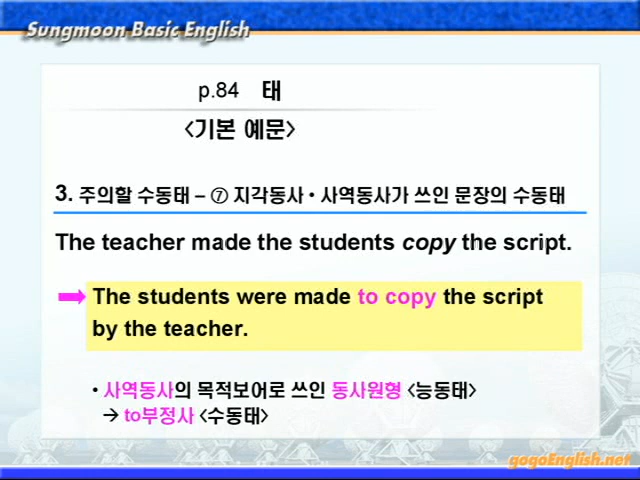 Sungmoon Basic English
p.84 태
<기본 예문>
3. 주의할 수동태 – ⑦ 지각동사 • 사역동사가 쓰인 문장의 수동태
The teacher made the students copy the script.
➡ The students were made to copy the script
by the teacher.
• 사역동사의 목적보어로 쓰인 동사원형 <능동태>
→ to부정사 <수동태>
gogoEnglish.net